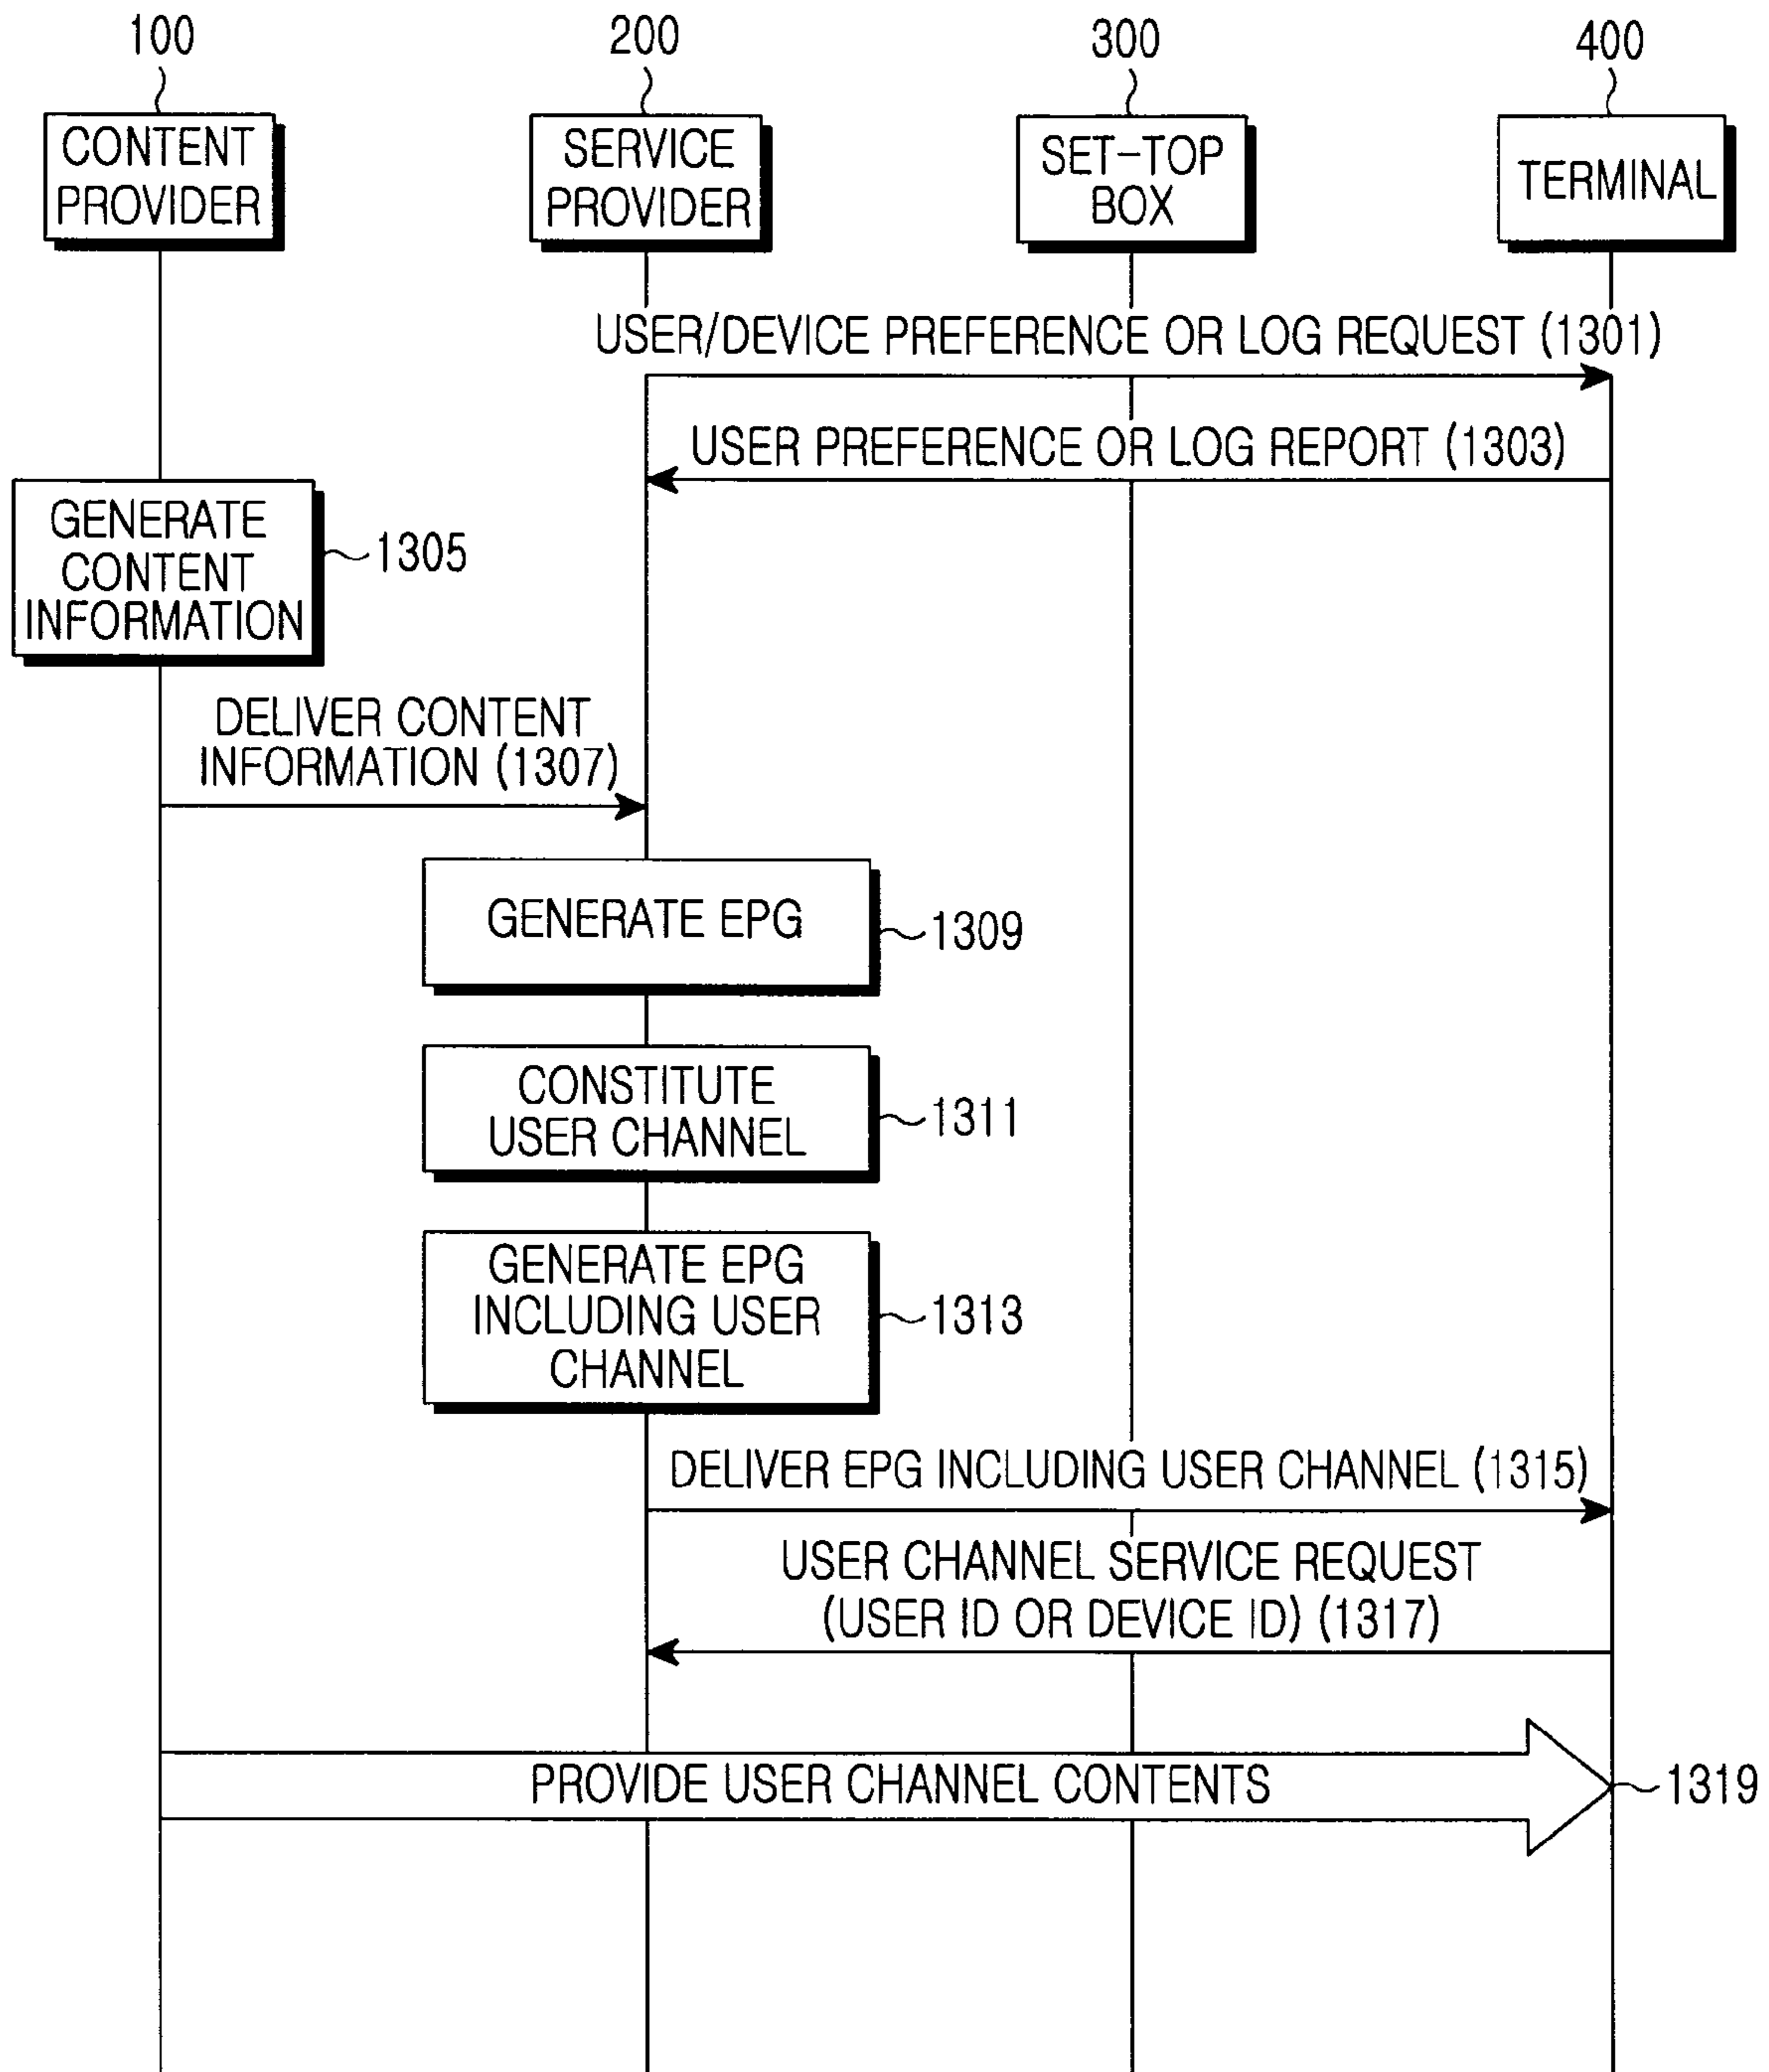 100
200
300
400
CONTENT
PROVIDER
SERVICE
PROVIDER
SET-TOP
BOX
TERMINAL
USER/DEVICE PREFERENCE OR LOG REQUEST (1301)
USER PREFERENCE OR LOG REPORT (1303)
GENERATE
CONTENT
INFORMATION
1305
DELIVER CONTENT
INFORMATION (1307)
GENERATE EPG
1309
CONSTITUTE
USER CHANNEL
1311
GENERATE EPG
INCLUDING USER
CHANNEL
1313
DELIVER EPG INCLUDING USER CHANNEL (1315)
USER CHANNEL SERVICE REQUEST
(USER ID OR DEVICE ID) (1317)
PROVIDE USER CHANNEL CONTENTS
1319